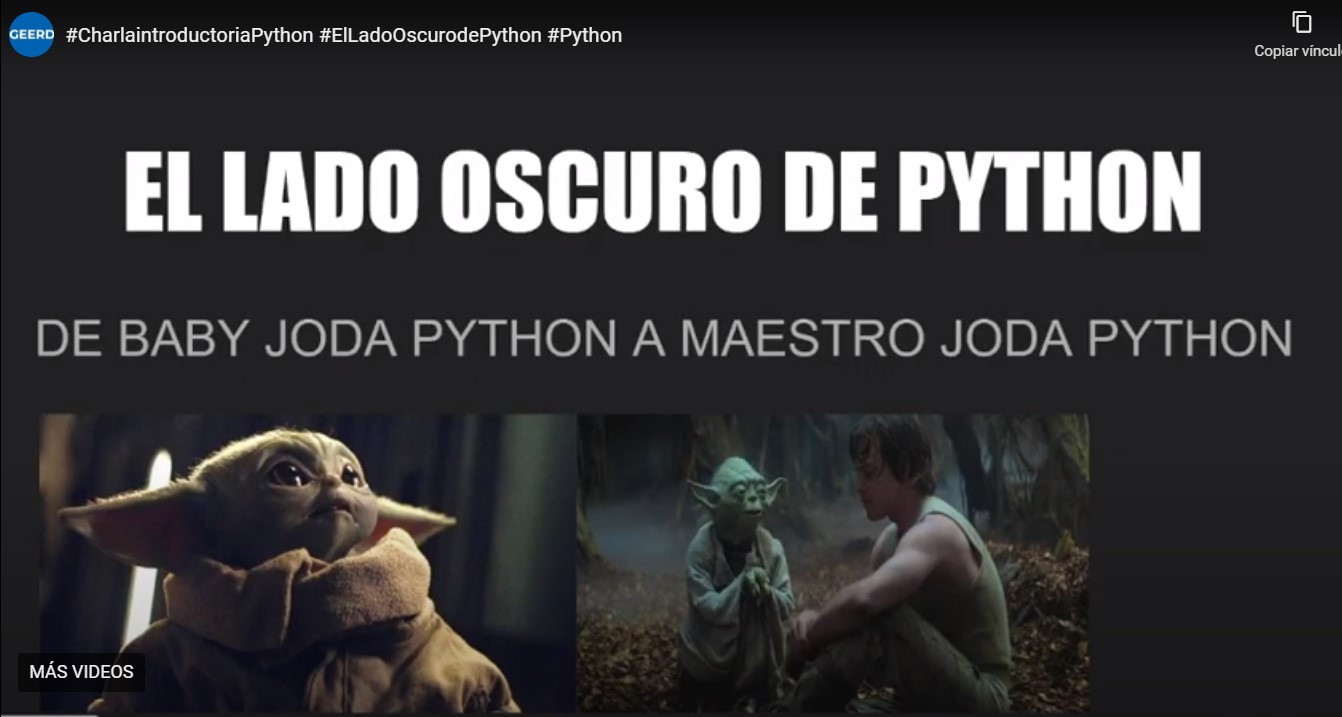 GEERD
#CharlaintroductoriaPython #ElLadoOscurodePython #Python
Copiar víncul
EL LADO OSCURO DE PYTHON
DE BABY JODA PYTHON A MAESTRO JODA PYTHON
MÁS VIDEOS